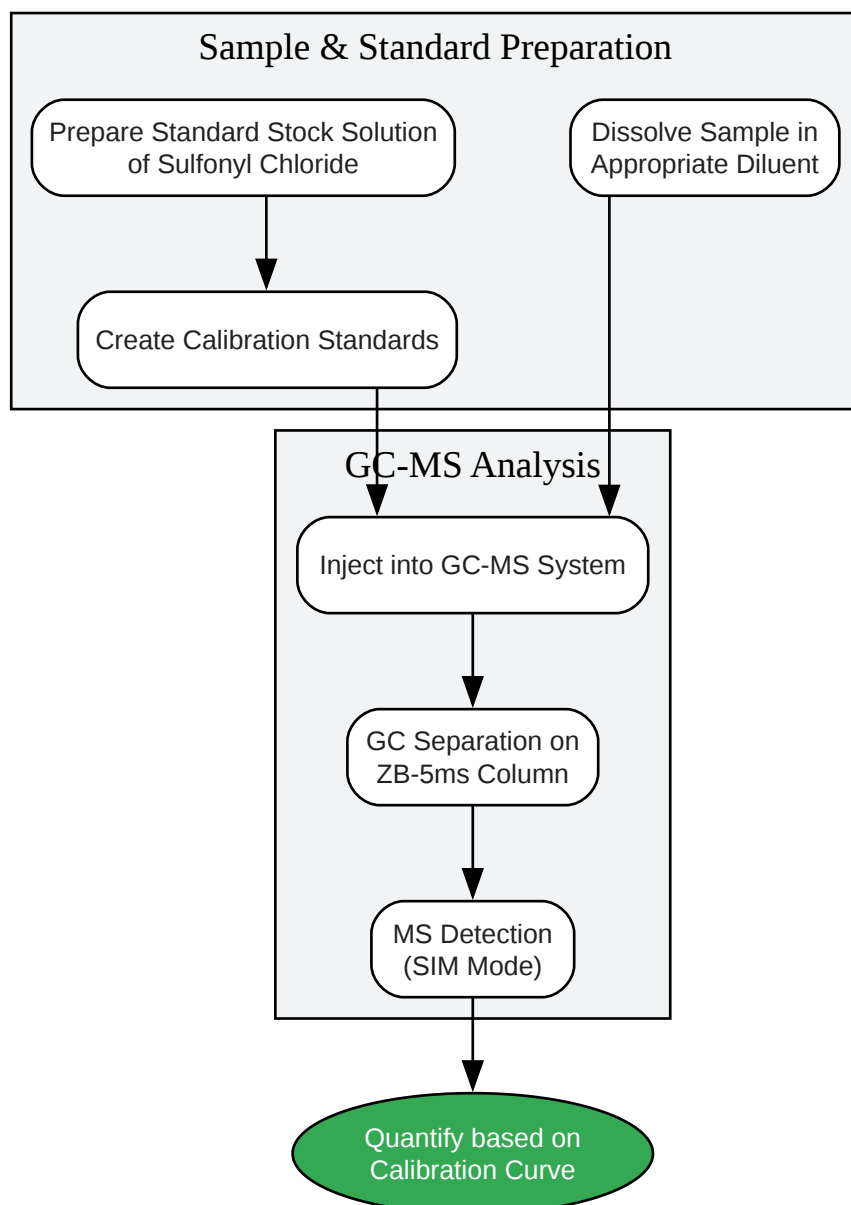 Sample & Standard Preparation
Prepare Standard Stock Solution
of Sulfonyl Chloride
Dissolve Sample in
Appropriate Diluent
Create Calibration Standards
GC-MS Analysis
Inject into GC-MS System
GC Separation on
ZB-5ms Column
MS Detection
(SIM Mode)
Quantify based on
Calibration Curve